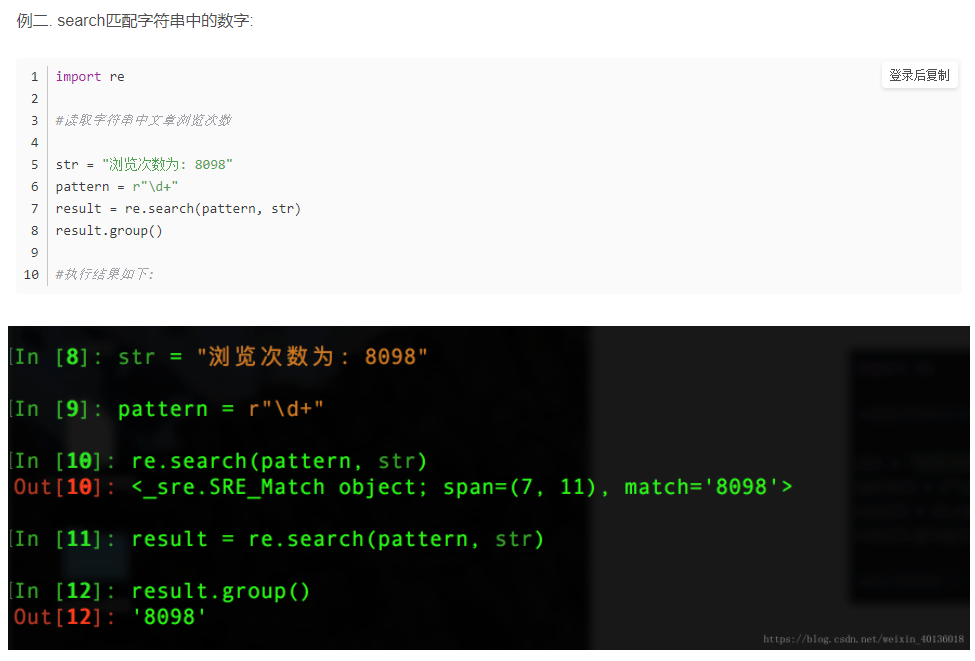 例二. search匹配字符串中的数字:
登录后复制
1 import re
2
3 #读取字符串中文章浏览次数
4
5 str = "浏览次数为: 8098"
6 pattern = r"\d+"
7 result = re.search(pattern, str)
8 result.group()
9
10 #执行结果如下:
In [8]: str = "浏览次数为: 8098"
In [9]: pattern = r"\d+"
In [10]: re.search(pattern, str)
Out[10]: <_sre.SRE_Match object; span=(7, 11), match='8098'>
In [11]: result = re.search(pattern, str)
In [12]: result.group()
Out[12]: '8098'
https://blog.csdn.net/weixin_40136018